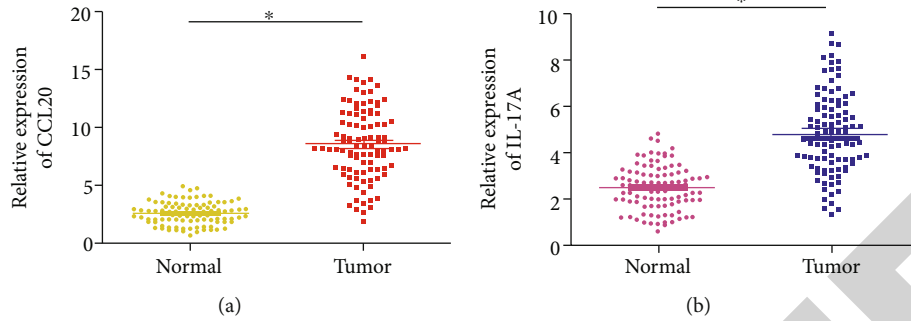 Relative expression
of CCL20
20
15
10
5
0
*
Normal
Tumor
(a)
Relative expression
of IL-17A
10
8
6
4
2
0
*
Normal
Tumor
(b)